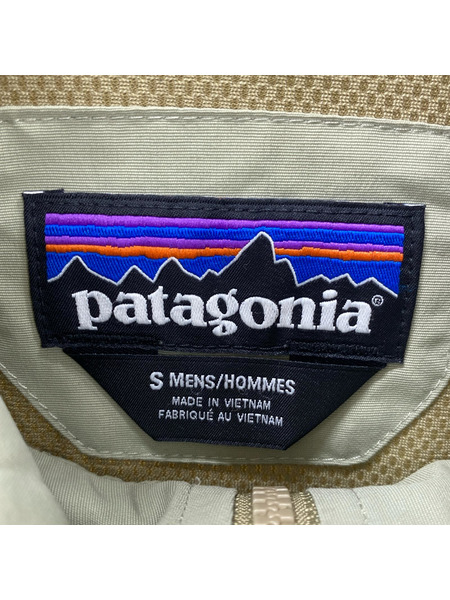 patagonia®
S MENS/HOMMES
MADE IN VIETNAM
FABRIQUÉ AU VIETNAM